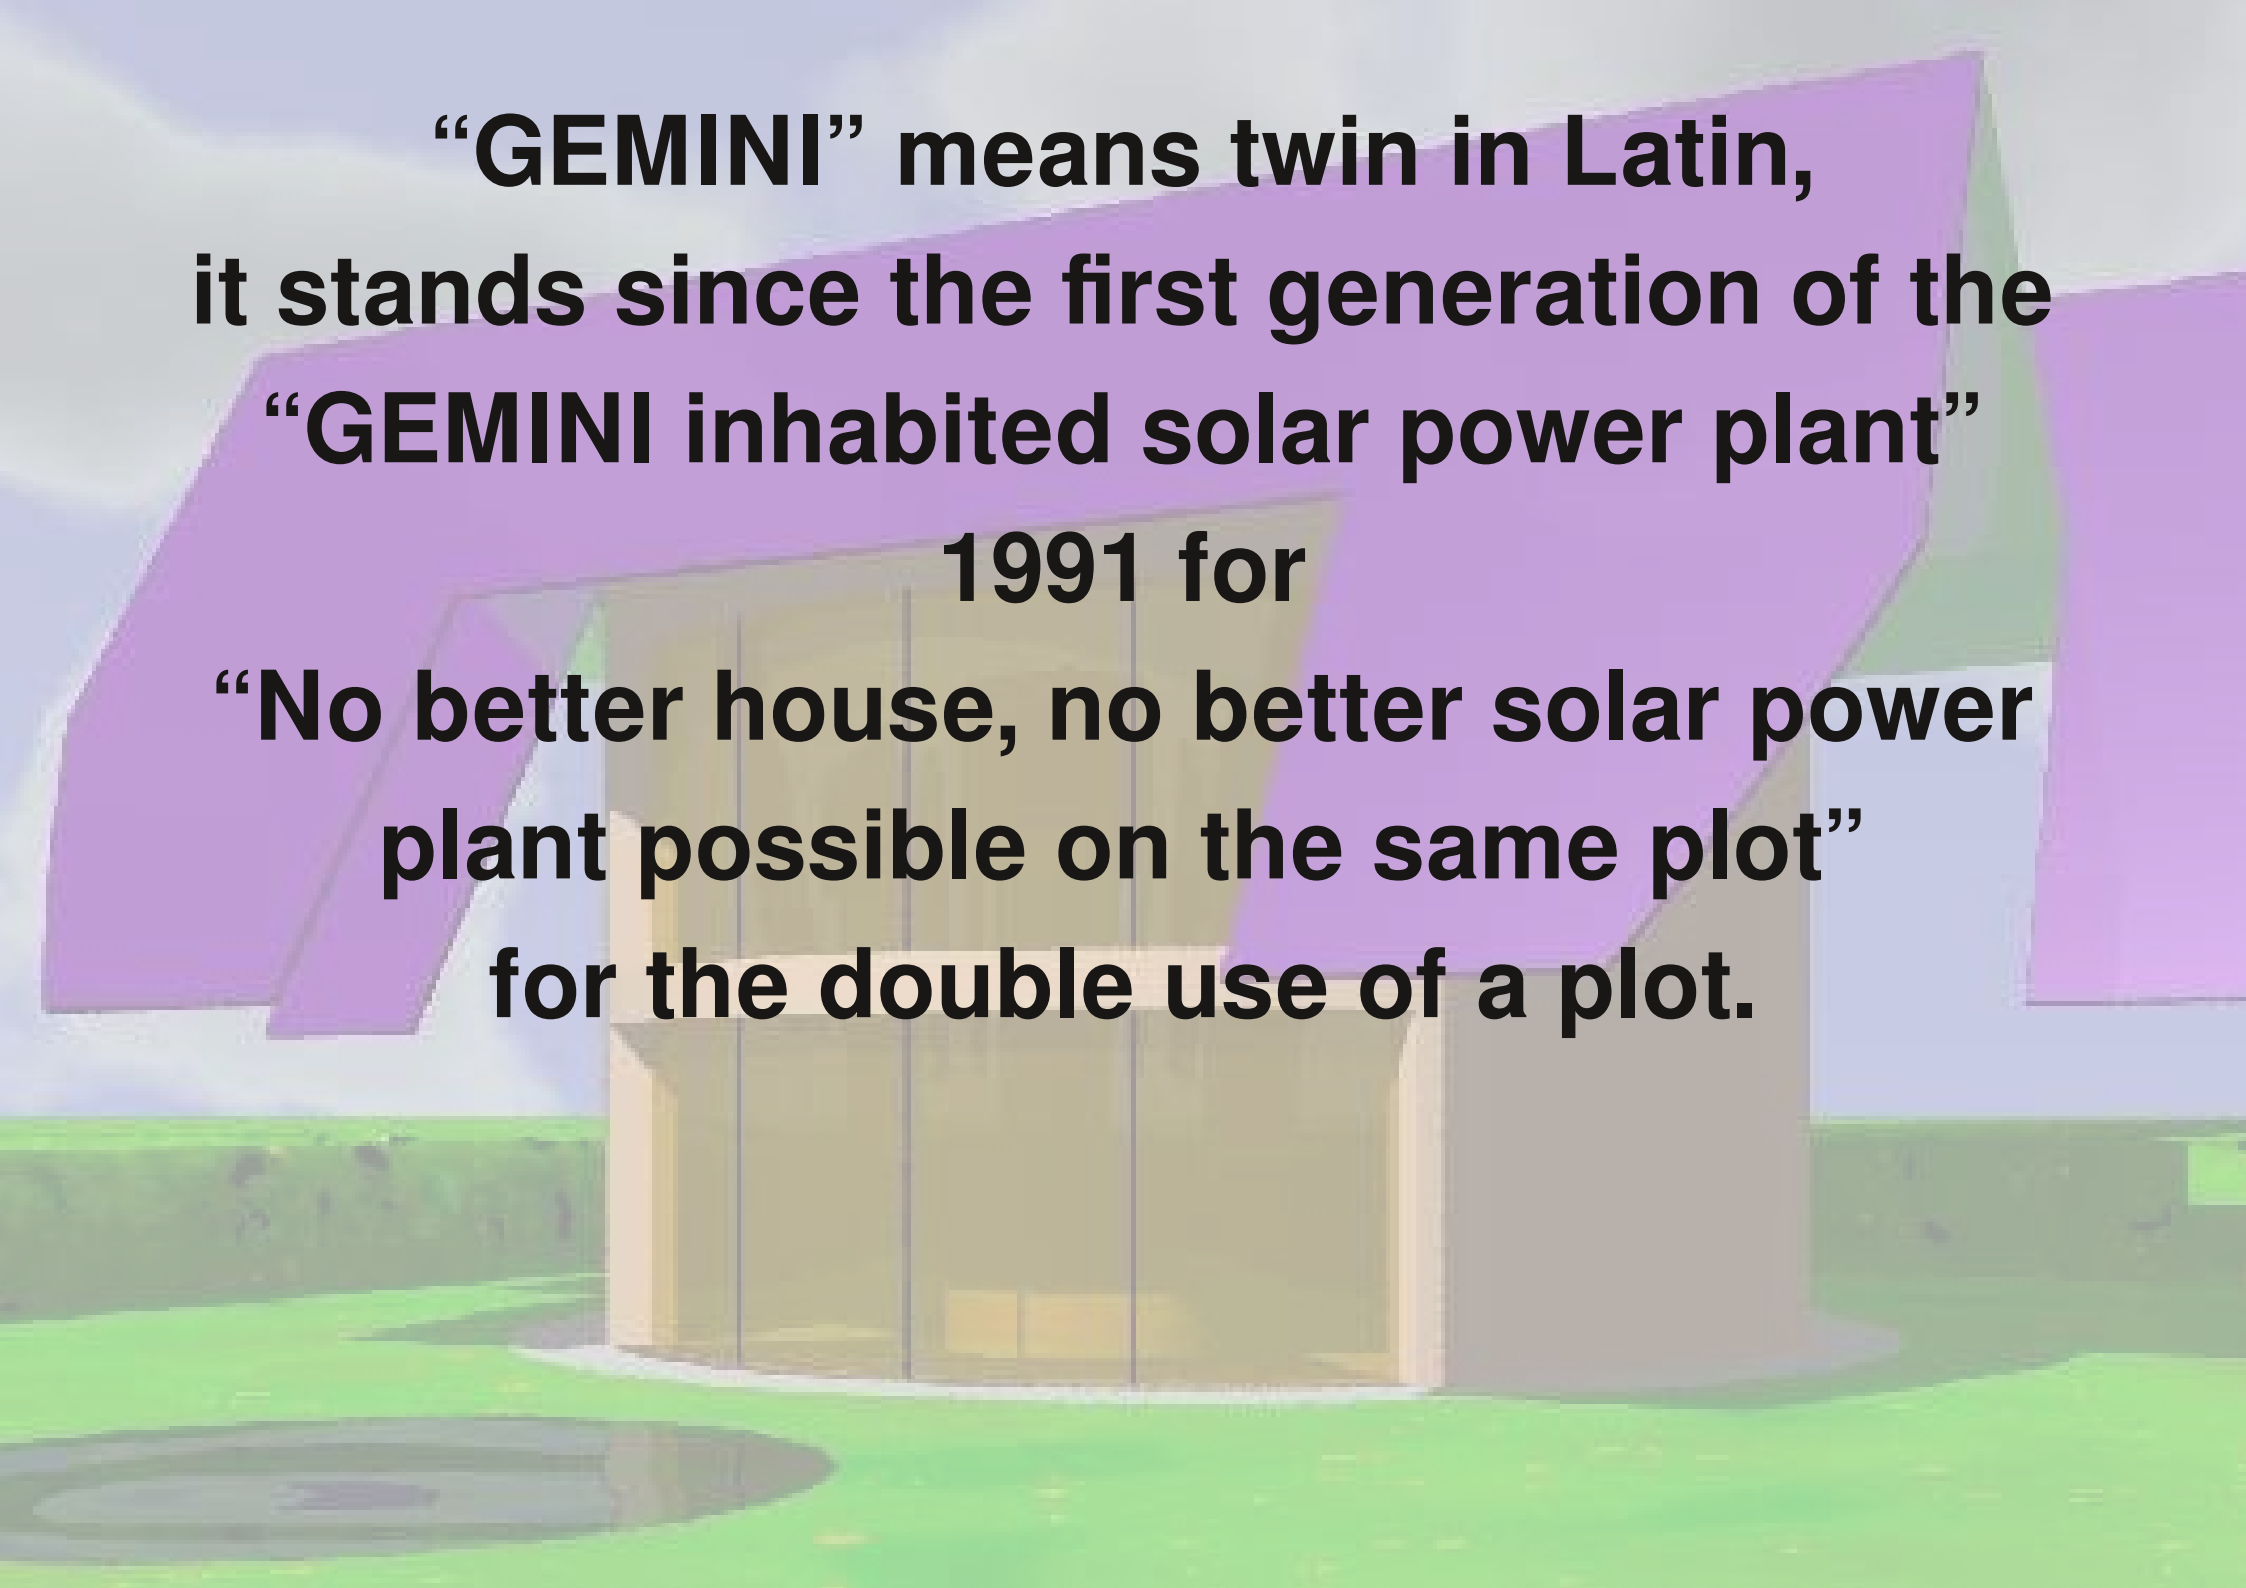 “GEMINI” means twin in Latin,
it stands since the first generation of the
“GEMINI inhabited solar power plant”
1991 for
“No better house, no better solar power
plant possible on the same plot”
for the double use of a plot.